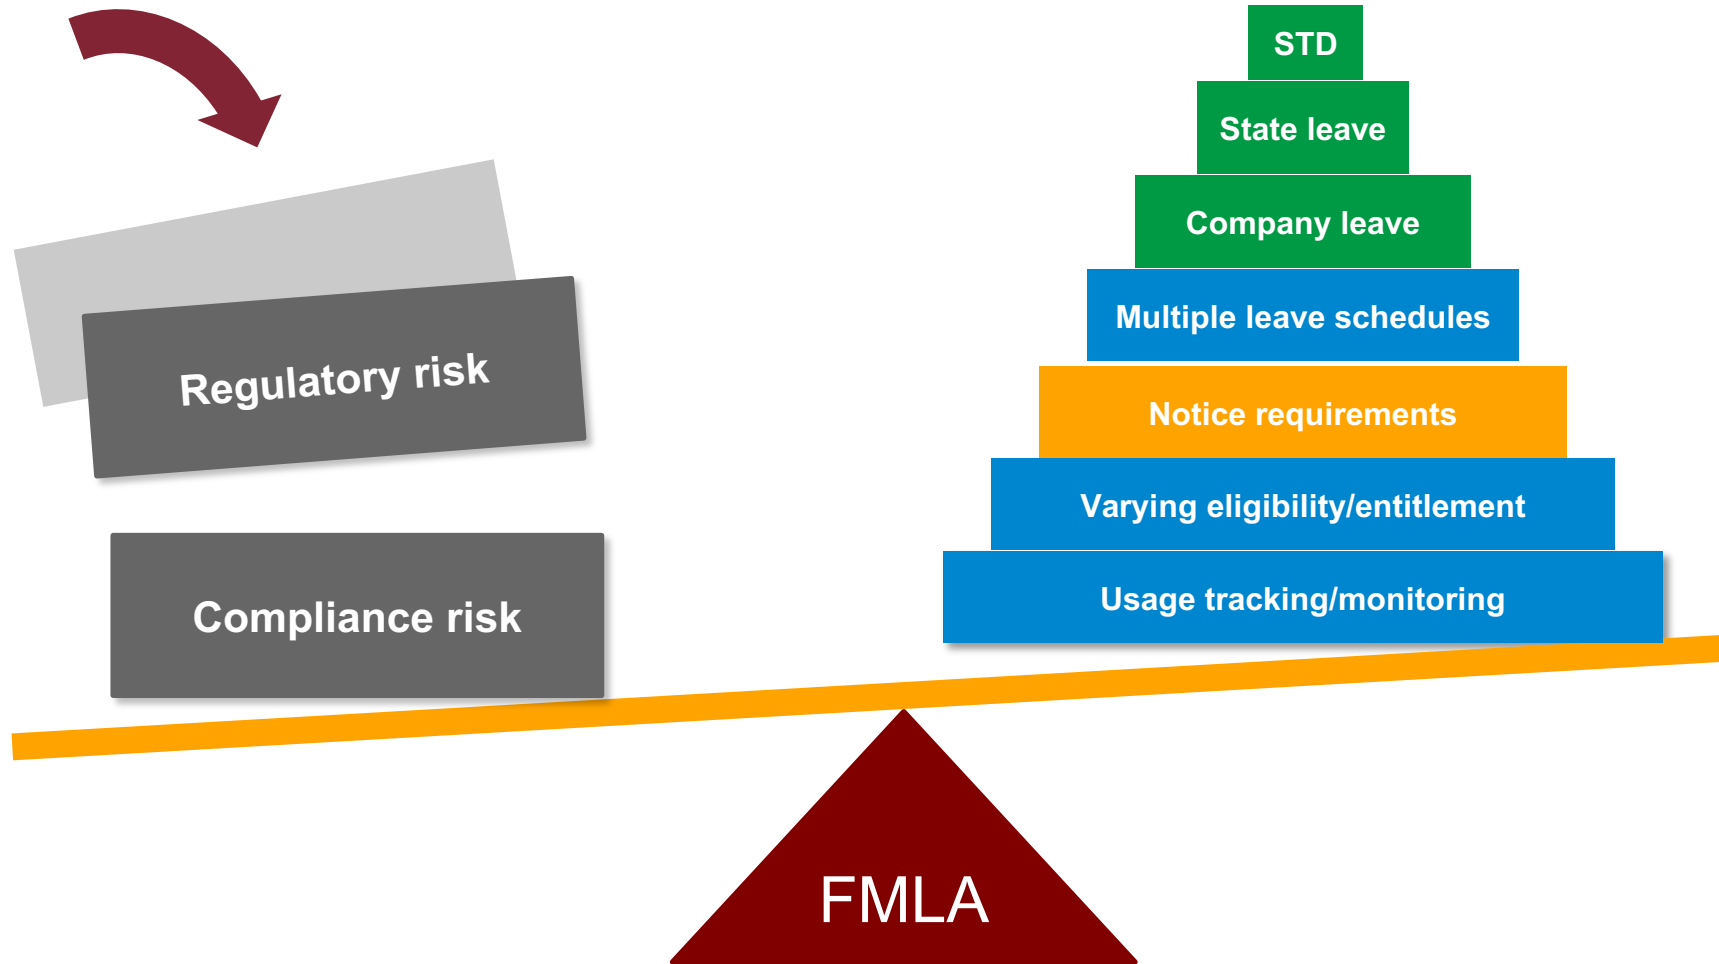 Regulatory risk
Compliance risk
STD
State leave
Company leave
Multiple leave schedules
Notice requirements
Varying eligibility/entitlement
Usage tracking/monitoring
FMLA